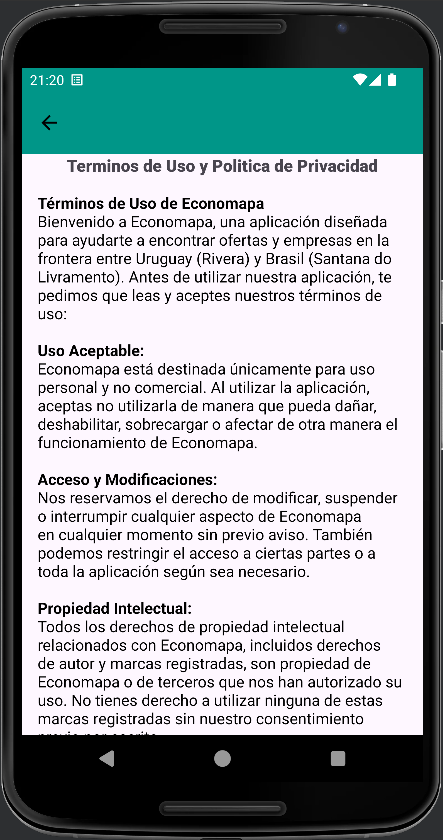 21:20
Terminos de Uso y Politica de Privacidad
Términos de Uso de Economapa
Bienvenido a Economapa, una aplicación diseñada
para ayudarte a encontrar ofertas y empresas en la
frontera entre Uruguay (Rivera) y Brasil (Santana do
Livramento). Antes de utilizar nuestra aplicación, te
pedimos que leas y aceptes nuestros términos de
uso:
Uso Aceptable:
Economapa está destinada únicamente para uso
personal y no comercial. Al utilizar la aplicación,
aceptas no utilizarla de manera que pueda dañar,
deshabilitar, sobrecargar o afectar de otra manera el
funcionamiento de Economapa.
Acceso y Modificaciones:
Nos reservamos el derecho de modificar, suspender
o interrumpir cualquier aspecto de Economapa
en cualquier momento sin previo aviso. También
podemos restringir el acceso a ciertas partes o a
toda la aplicación según sea necesario.
Propiedad Intelectual:
Todos los derechos de propiedad intelectual
relacionados con Economapa, incluidos derechos
de autor y marcas registradas, son propiedad de
Economapa o de terceros que nos han autorizado su
uso. No tienes derecho a utilizar ninguna de estas
marcas registradas sin nuestro consentimiento